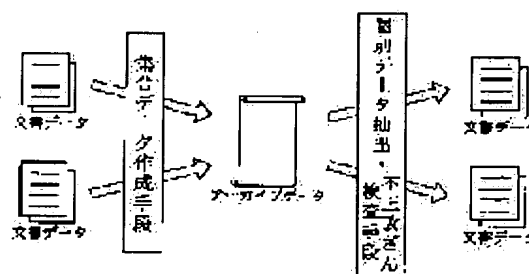 文書データ
文書データ
集合データ作成手段
アーカイブデータ
個別データ抽出・
不正改ざん
検査手段
文書データ
文書データ